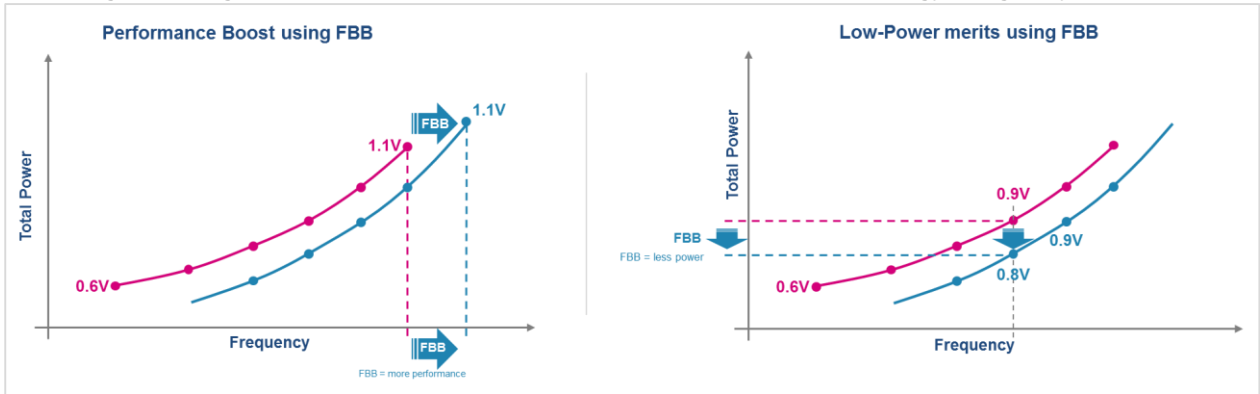 Performance Boost using FBB
Total Power
0.6V
1.1V
FBB
1.1V
Frequency
FBB
FBB = more performance
Low-Power merits using FBB
Total Power
0.9V
FBB
FBB = less power
0.9V
0.8V
0.6V
Frequency